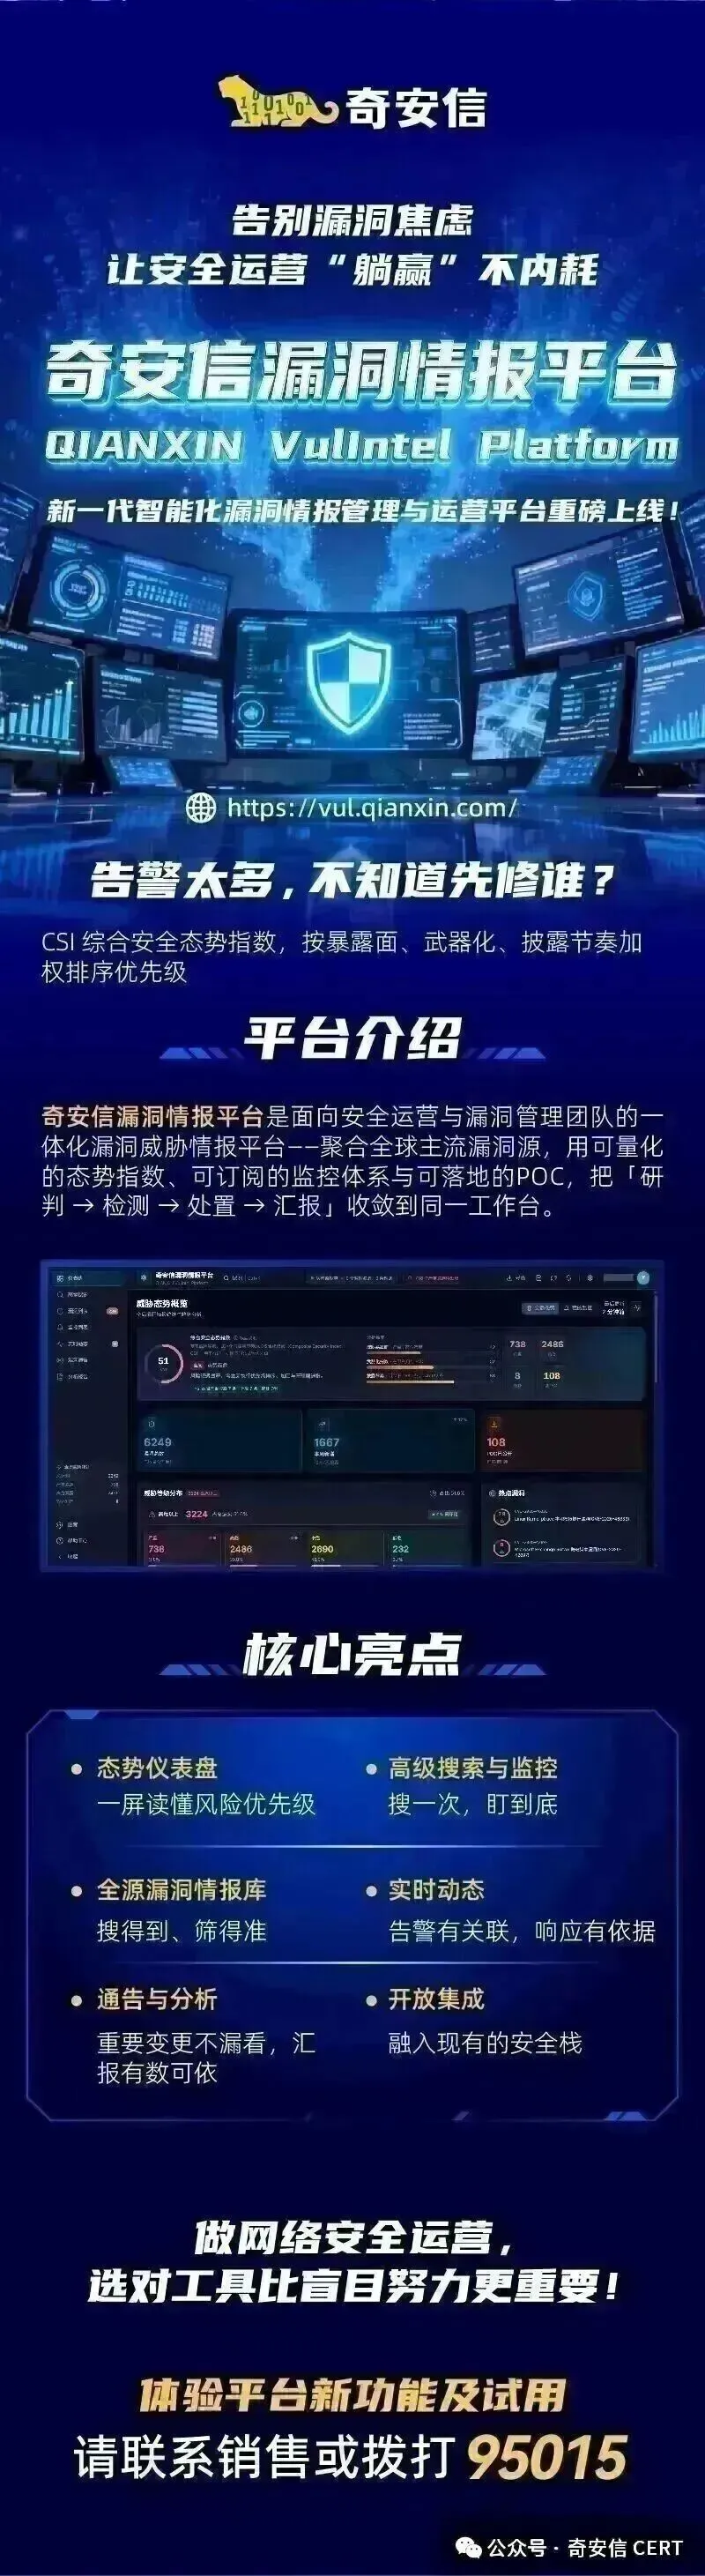 奇安信
告别漏洞焦虑
让安全运营“躺赢”不内耗
奇安信漏洞情报平台
QIANXIN VulIntel Platform
新一代智能化漏洞情报管理与运营平台重磅上线！
https://vul.qianxin.com/
告警太多，不知道先修谁？
CSI 综合安全态势指数，按暴露面、武器化、披露节奏加
权排序优先级
平台介绍
奇安信漏洞情报平台是面向安全运营与漏洞管理团队的一
体化漏洞威胁情报平台——聚合全球主流漏洞源，用可量化
的态势指数、可订阅的监控体系与可落地的POC，把「研
判 → 检测 → 处置 → 汇报」收敛到同一工作台。
奇安信漏洞情报平台
威胁态势概览
51
738
2486
8
108
6249
1667
108
威胁等级分布
3224
738
2486
2690
232
热点漏洞
核心亮点
态势仪表盘
一屏读懂风险优先级
高级搜索与监控
搜一次，盯到底
全源漏洞情报库
搜得到、筛得准
实时动态
告警有关联，响应有依据
通告与分析
重要变更不漏看，汇
报有数可依
开放集成
融入现有的安全栈
做网络安全运营，
选对工具比盲目努力更重要！
体验平台新功能及试用
请联系销售或拨打 95015
公众号 · 奇安信 CERT